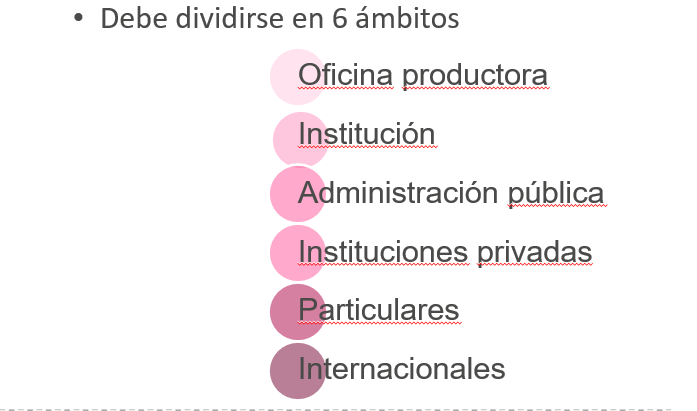 • Debe dividirse en 6 ámbitos
Oficina productora
Institución
Administración pública
Instituciones privadas
Particulares
Internacionales